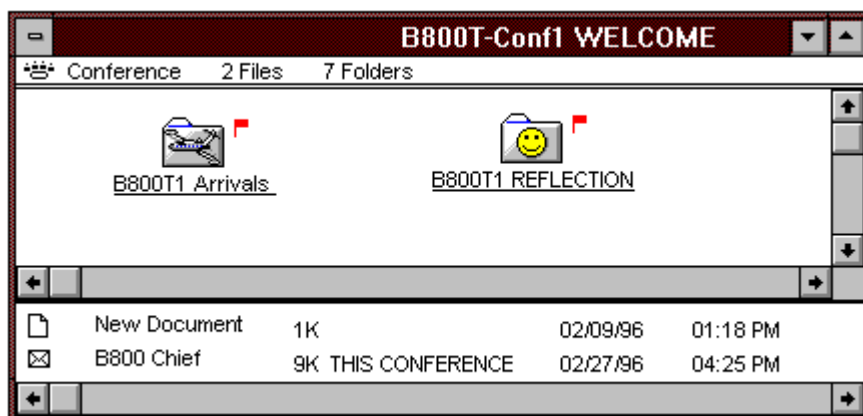 B800T-Conf1 WELCOME
Conference 2 Files 7 Folders
B800T1 Arrivals B800T1 REFLECTION
New Document 1K 02/09/96 01:18 PM
B800 Chief 9K THIS CONFERENCE 02/27/96 04:25 PM